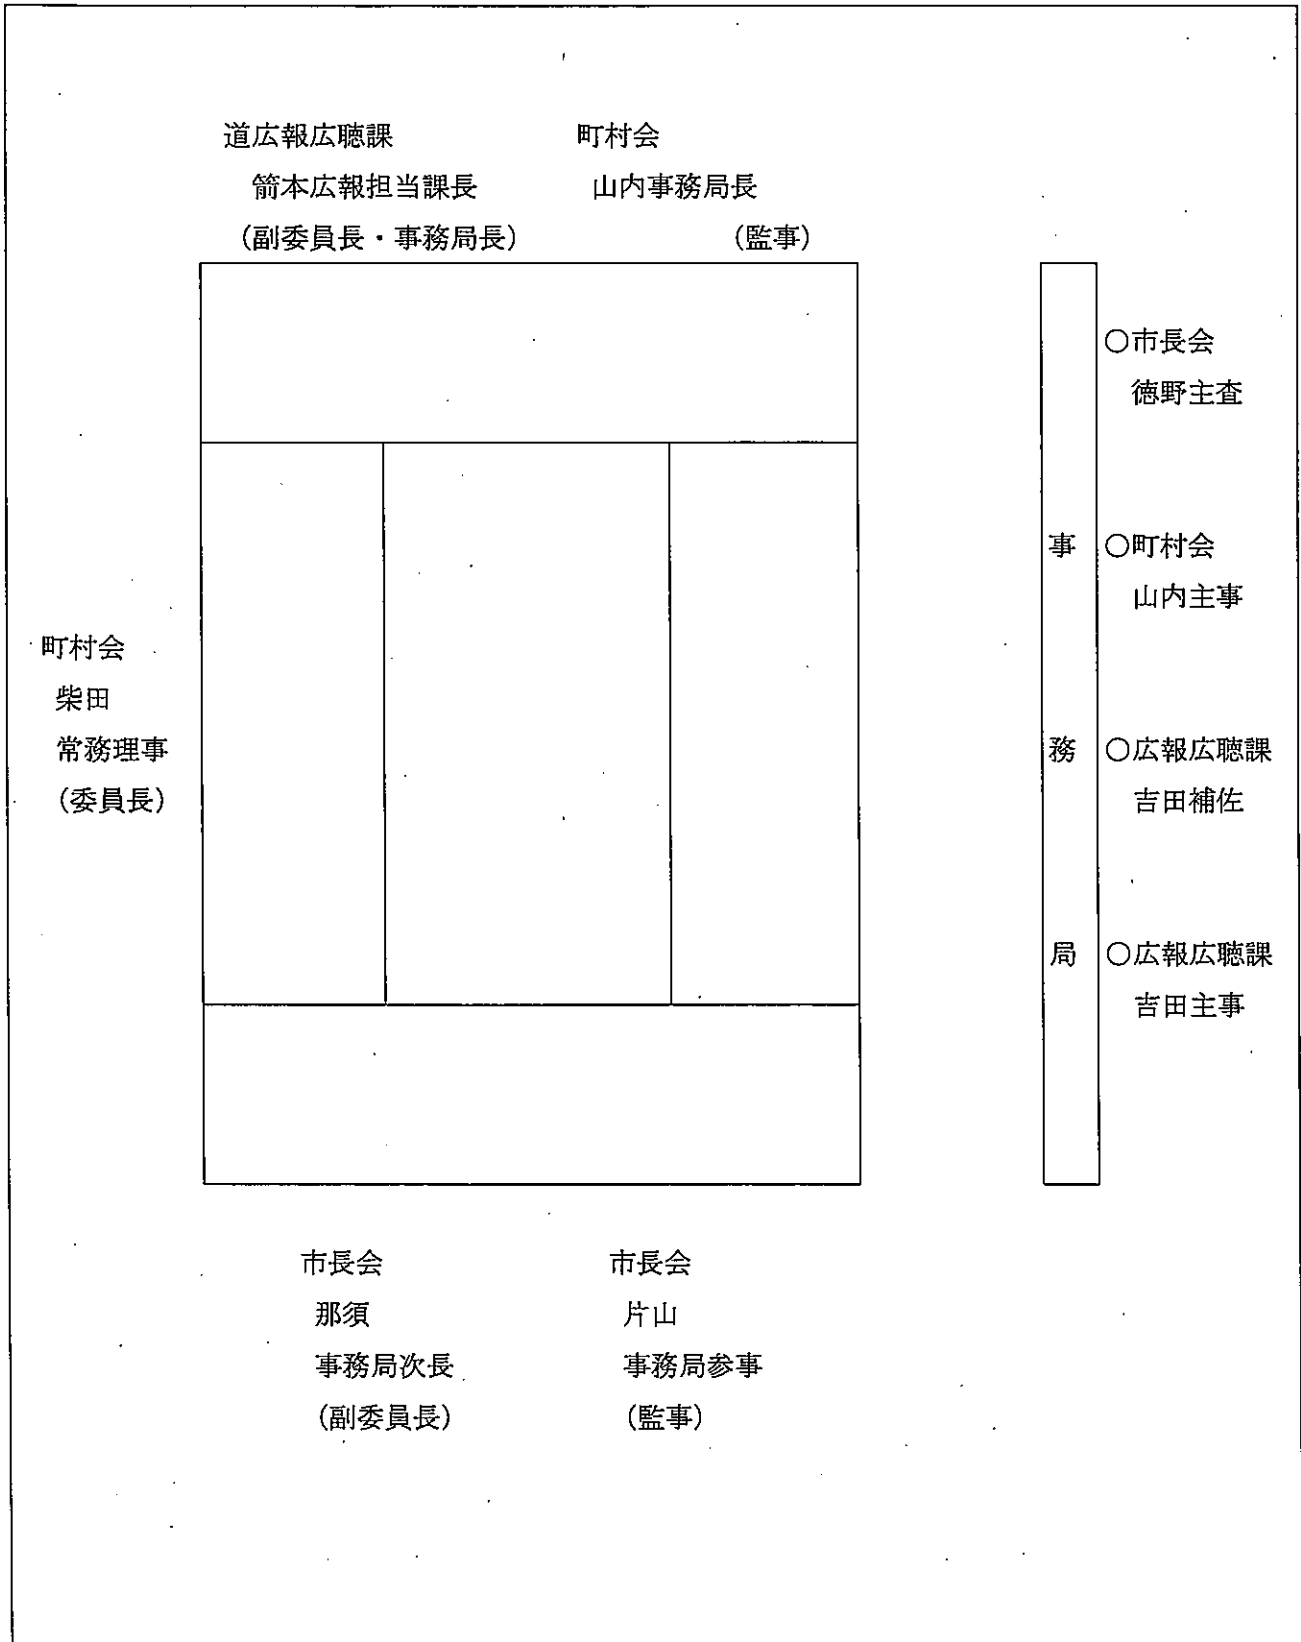 道広報広聴課
箭本広報担当課長
(副委員長・事務局長)
町村会
山内事務局長
(監事)
町村会
柴田
常務理事
(委員長)
事務局
○市長会
徳野主査
○町村会
山内主事
○広報広聴課
吉田補佐
○広報広聴課
吉田主事
市長会
那須
事務局次長
(副委員長)
市長会
片山
事務局参事
(監事)